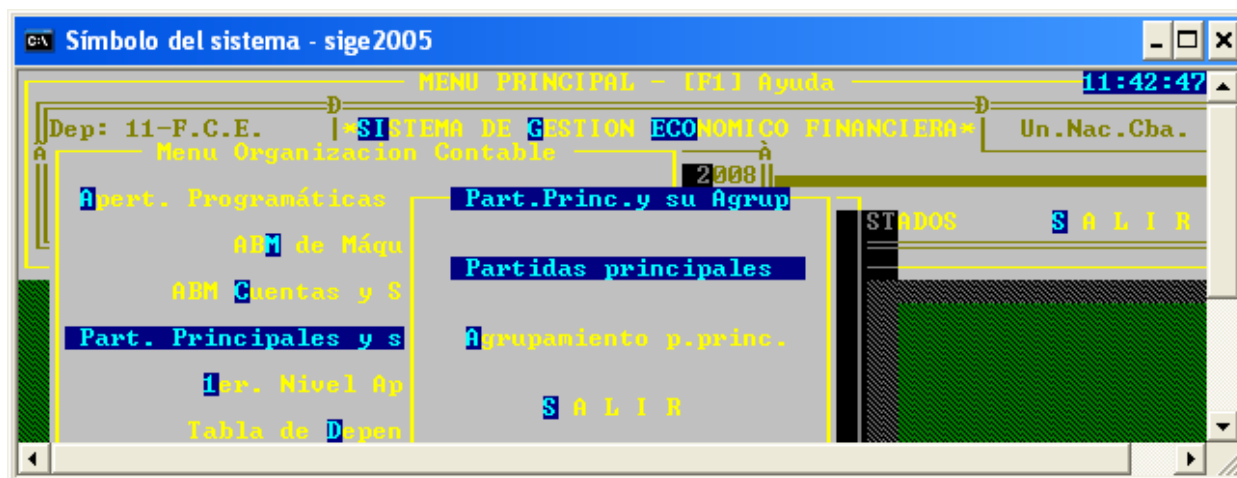 Símbolo del sistema - sige2005
MENU PRINCIPAL - [F1] Ayuda 11:42:47
Dep: 11-F.C.E. *SISTEMA DE GESTION ECONOMICO FINANCIERA* Un.Nac.Cba.
Menu Organizacion Contable
2008
Apert. Programáticas Part.Princ.y su Agrup
STADOS S A L I R
ABM de Máqu
Partidas principales
ABM Cuentas y S
Part. Principales y s Agrupamiento p.princ.
1er. Nivel Ap
S A L I R
Tabla de Depen